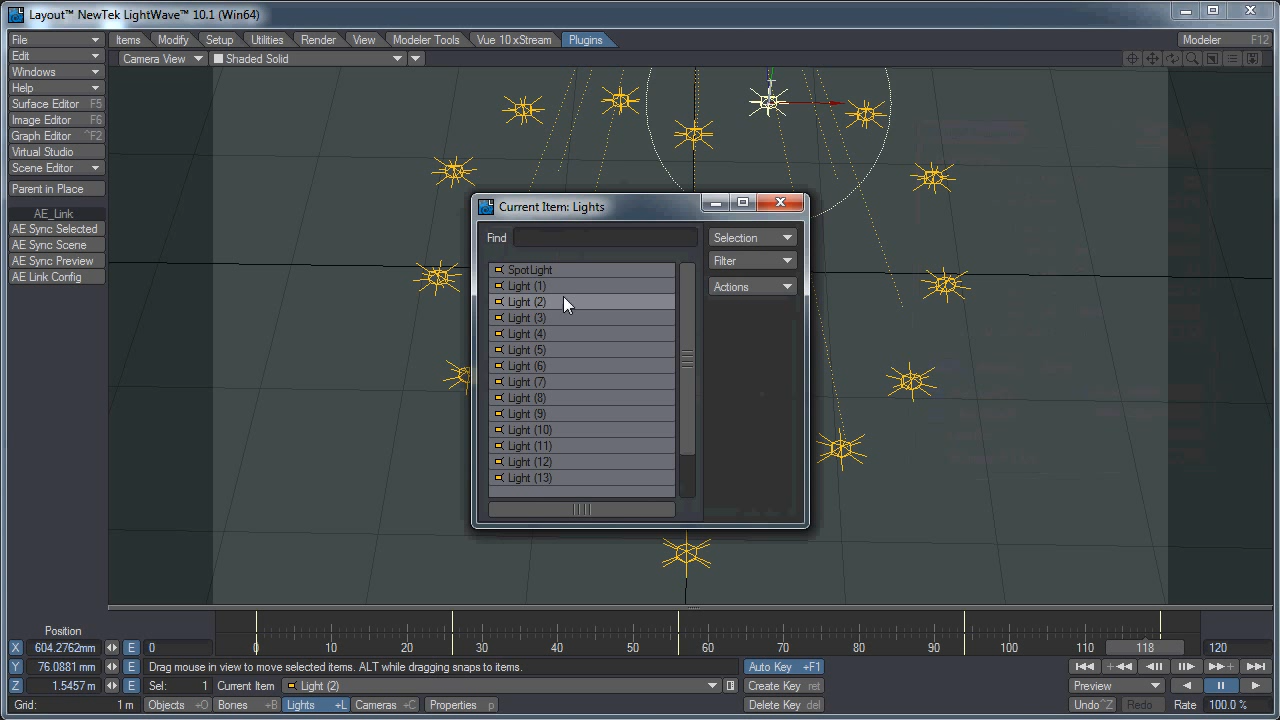 Layout™ NewTek LightWave™ 10.1 (Win64)
File
Items Modify Setup Utilities Render View Modeler Tools Vue 10 xStream Plugins
Modeler F12
Edit
Camera View Shaded Solid
Windows
Help
Surface Editor F5
Image Editor F6
Graph Editor ^F2
Virtual Studio
Scene Editor
Parent in Place
AE_Link
AE Sync Selected
AE Sync Scene
AE Sync Preview
AE Link Config
Current Item: Lights
Find
Selection
Filter
Actions
SpotLight
Light (1)
Light (2)
Light (3)
Light (4)
Light (5)
Light (6)
Light (7)
Light (8)
Light (9)
Light (10)
Light (11)
Light (12)
Light (13)
Position
X 604.2762mm E 0
0 10 20 30 40 50 60 70 80 90 100 110 118 120
Y 76.0881 mm E Drag mouse in view to move selected items. ALT while dragging snaps to items.
Auto Key +F1
Z 1.5457 m E Sel: 1 Current Item Light (2)
Create Key ret
Preview
Grid: 1 m Objects +O Bones +B Lights +L Cameras +C Properties p
Delete Key del
Undo^Z Redo Rate 100.0 %